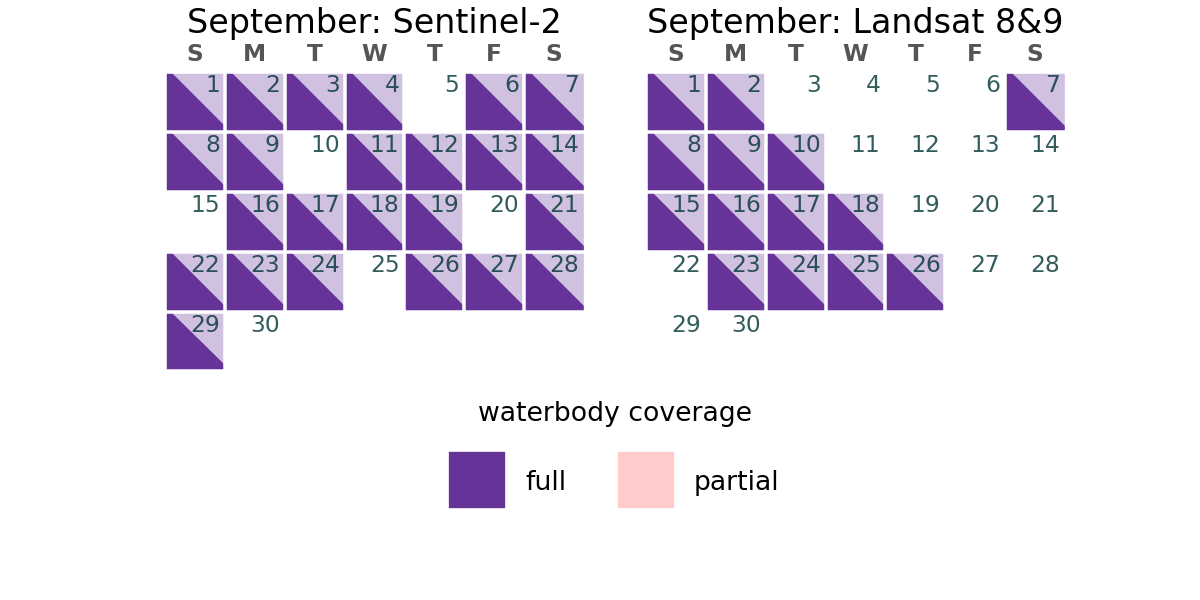 September: Sentinel-2
S M T W T F S
1 2 3 4 5 6 7
8 9 10 11 12 13 14
15 16 17 18 19 20 21
22 23 24 25 26 27 28
29 30
September: Landsat 8&9
S M T W T F S
1 2 3 4 5 6 7
8 9 10 11 12 13 14
15 16 17 18 19 20 21
22 23 24 25 26 27 28
29 30
waterbody coverage
full partial